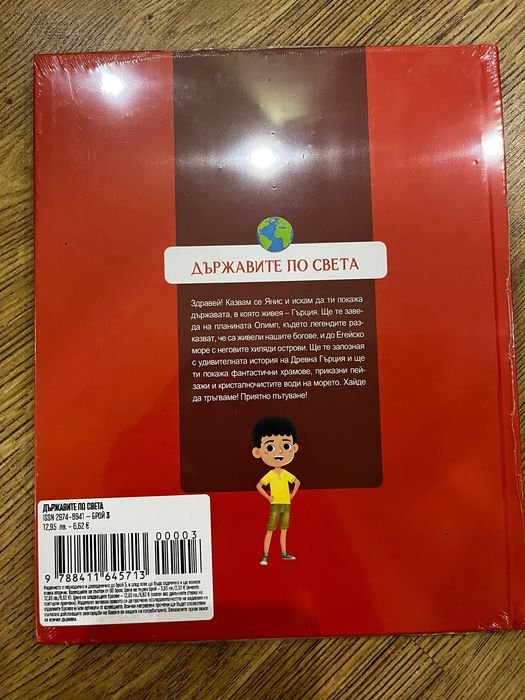 ДЪРЖАВИТЕ ПО СВЕТА
Здравей! Казвам се Янис и искам да ти покажа
държавата, в която живея – Гърция. Ще те заве-
да на планината Олимп, където легендите раз-
казват, че са живели нашите богове, и до Егейско
море с неговите хиляди острови. Ще те запозная
с удивителната история на Древна Гърция и ще
ти покажа фантастични храмове, приказни пей-
зажи и кристалночистите води на морето. Хайде
да тръгваме! Приятно пътуване!
ДЪРЖАВИТЕ ПО СВЕТА
ISSN 2974-8941 – БРОЙ 3
12,95 лв. - 6,62 €
00003
9 788411 645713